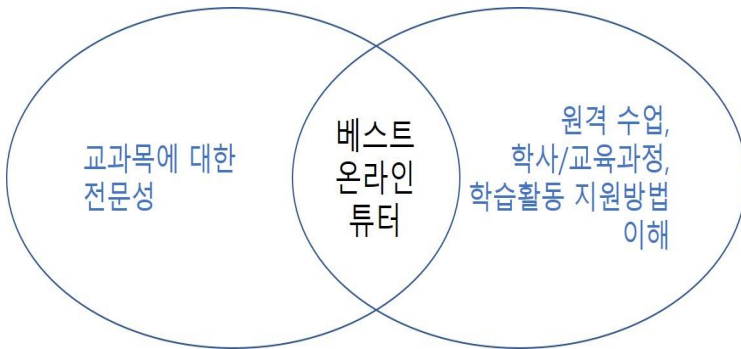 교과목에 대한
전문성
베스트
온라인
튜터
원격 수업,
학사/교육과정,
학습활동 지원방법
이해